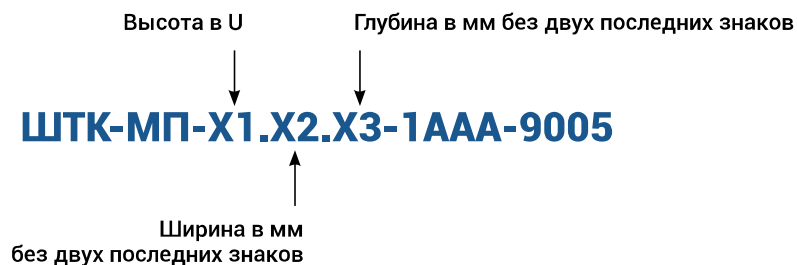 Высота в U
Глубина в мм без двух последних знаков
ШТК-МП-X1.X2.X3-1ААА-9005
Ширина в мм
без двух последних знаков